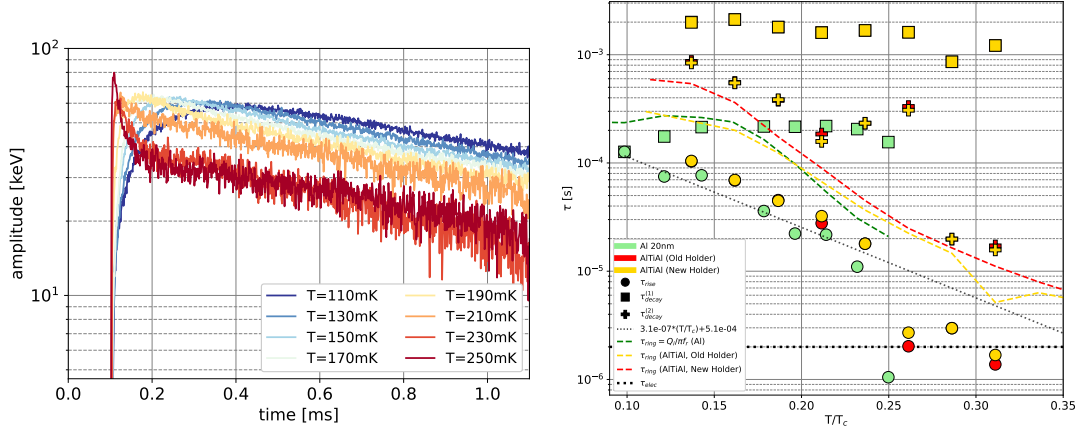 10²
10¹
amplitude [keV]
0.0
0.2
0.4
0.6
0.8
1.0
time [ms]
T=110mK
T=130mK
T=150mK
T=170mK
T=190mK
T=210mK
T=230mK
T=250mK
10⁻³
10⁻⁴
10⁻⁵
10⁻⁶
τ [s]
0.10
0.15
0.20
0.25
0.30
0.35
T/T_c
Al 20nm
AlTiAl (Old Holder)
AlTiAl (New Holder)
τ_rise
τ_decay^(1)
τ_decay^(2)
3.1e-07*(T/T_c)+5.1e-04
τ_ring = Q_l/πf_r (Al)
τ_ring (AlTiAl, Old Holder)
τ_ring (AlTiAl, New Holder)
τ_elec